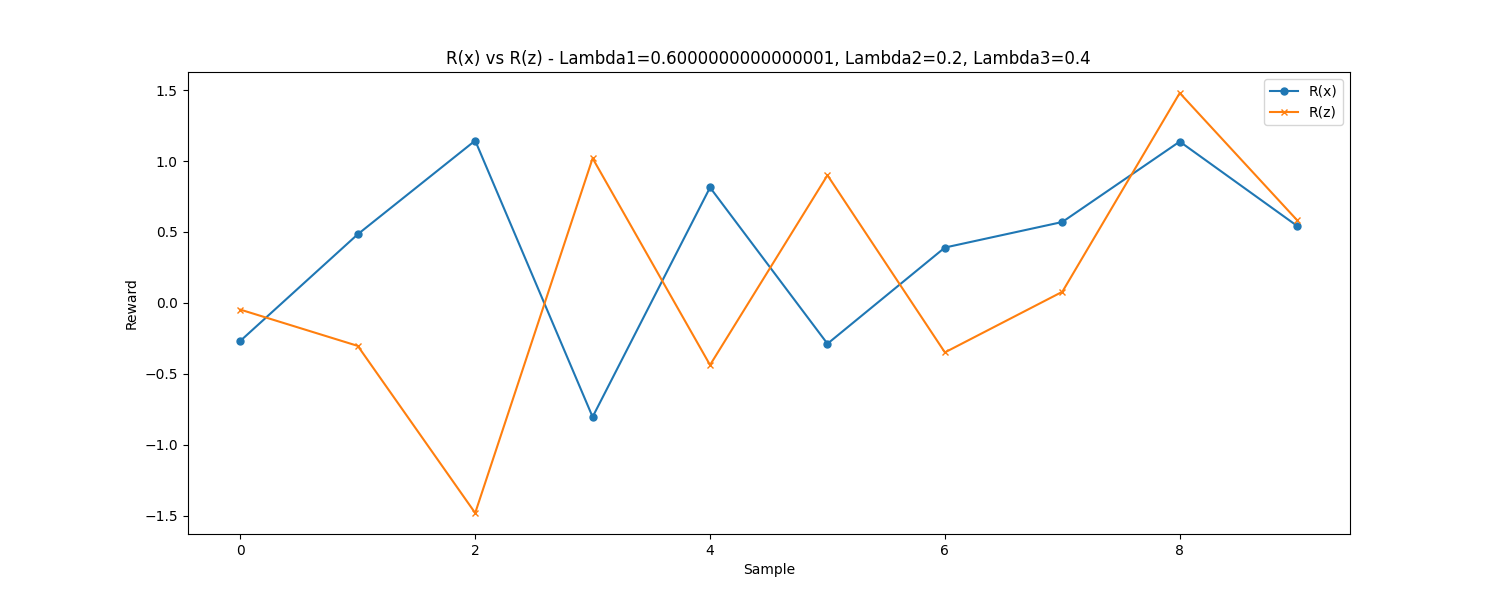 R(x) vs R(z) - Lambda1=0.6000000000000001, Lambda2=0.2, Lambda3=0.4
R(x)
R(z)
1.5
1.0
0.5
0.0
−0.5
−1.0
−1.5
Reward
0 2 4 6 8
Sample